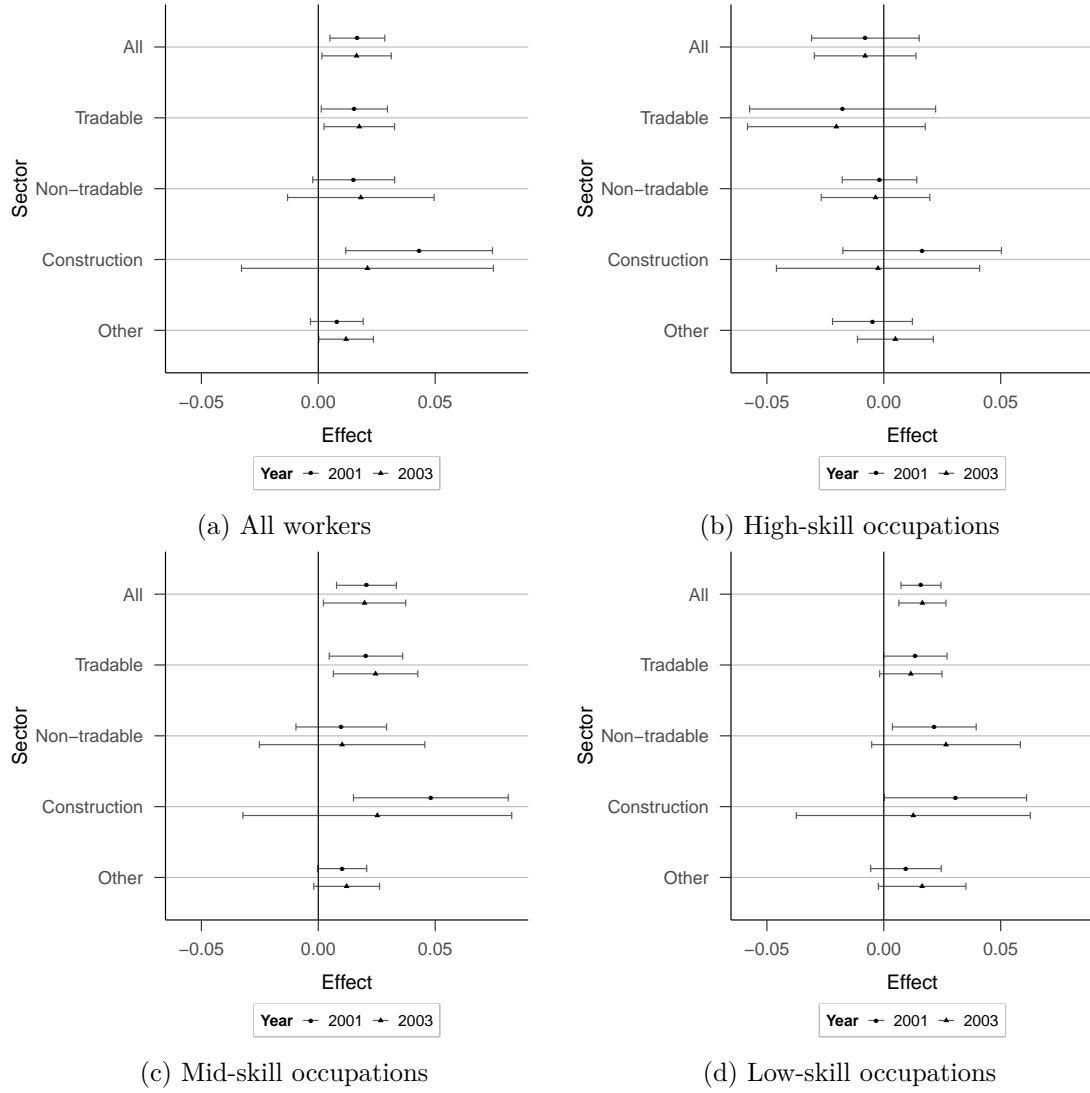 All
Tradable
Non−tradable
Construction
Other
Sector
−0.05 0.00 0.05
Effect
Year 2001 2003
(a) All workers
All
Tradable
Non−tradable
Construction
Other
Sector
−0.05 0.00 0.05
Effect
Year 2001 2003
(b) High-skill occupations
All
Tradable
Non−tradable
Construction
Other
Sector
−0.05 0.00 0.05
Effect
Year 2001 2003
(c) Mid-skill occupations
All
Tradable
Non−tradable
Construction
Other
Sector
−0.05 0.00 0.05
Effect
Year 2001 2003
(d) Low-skill occupations